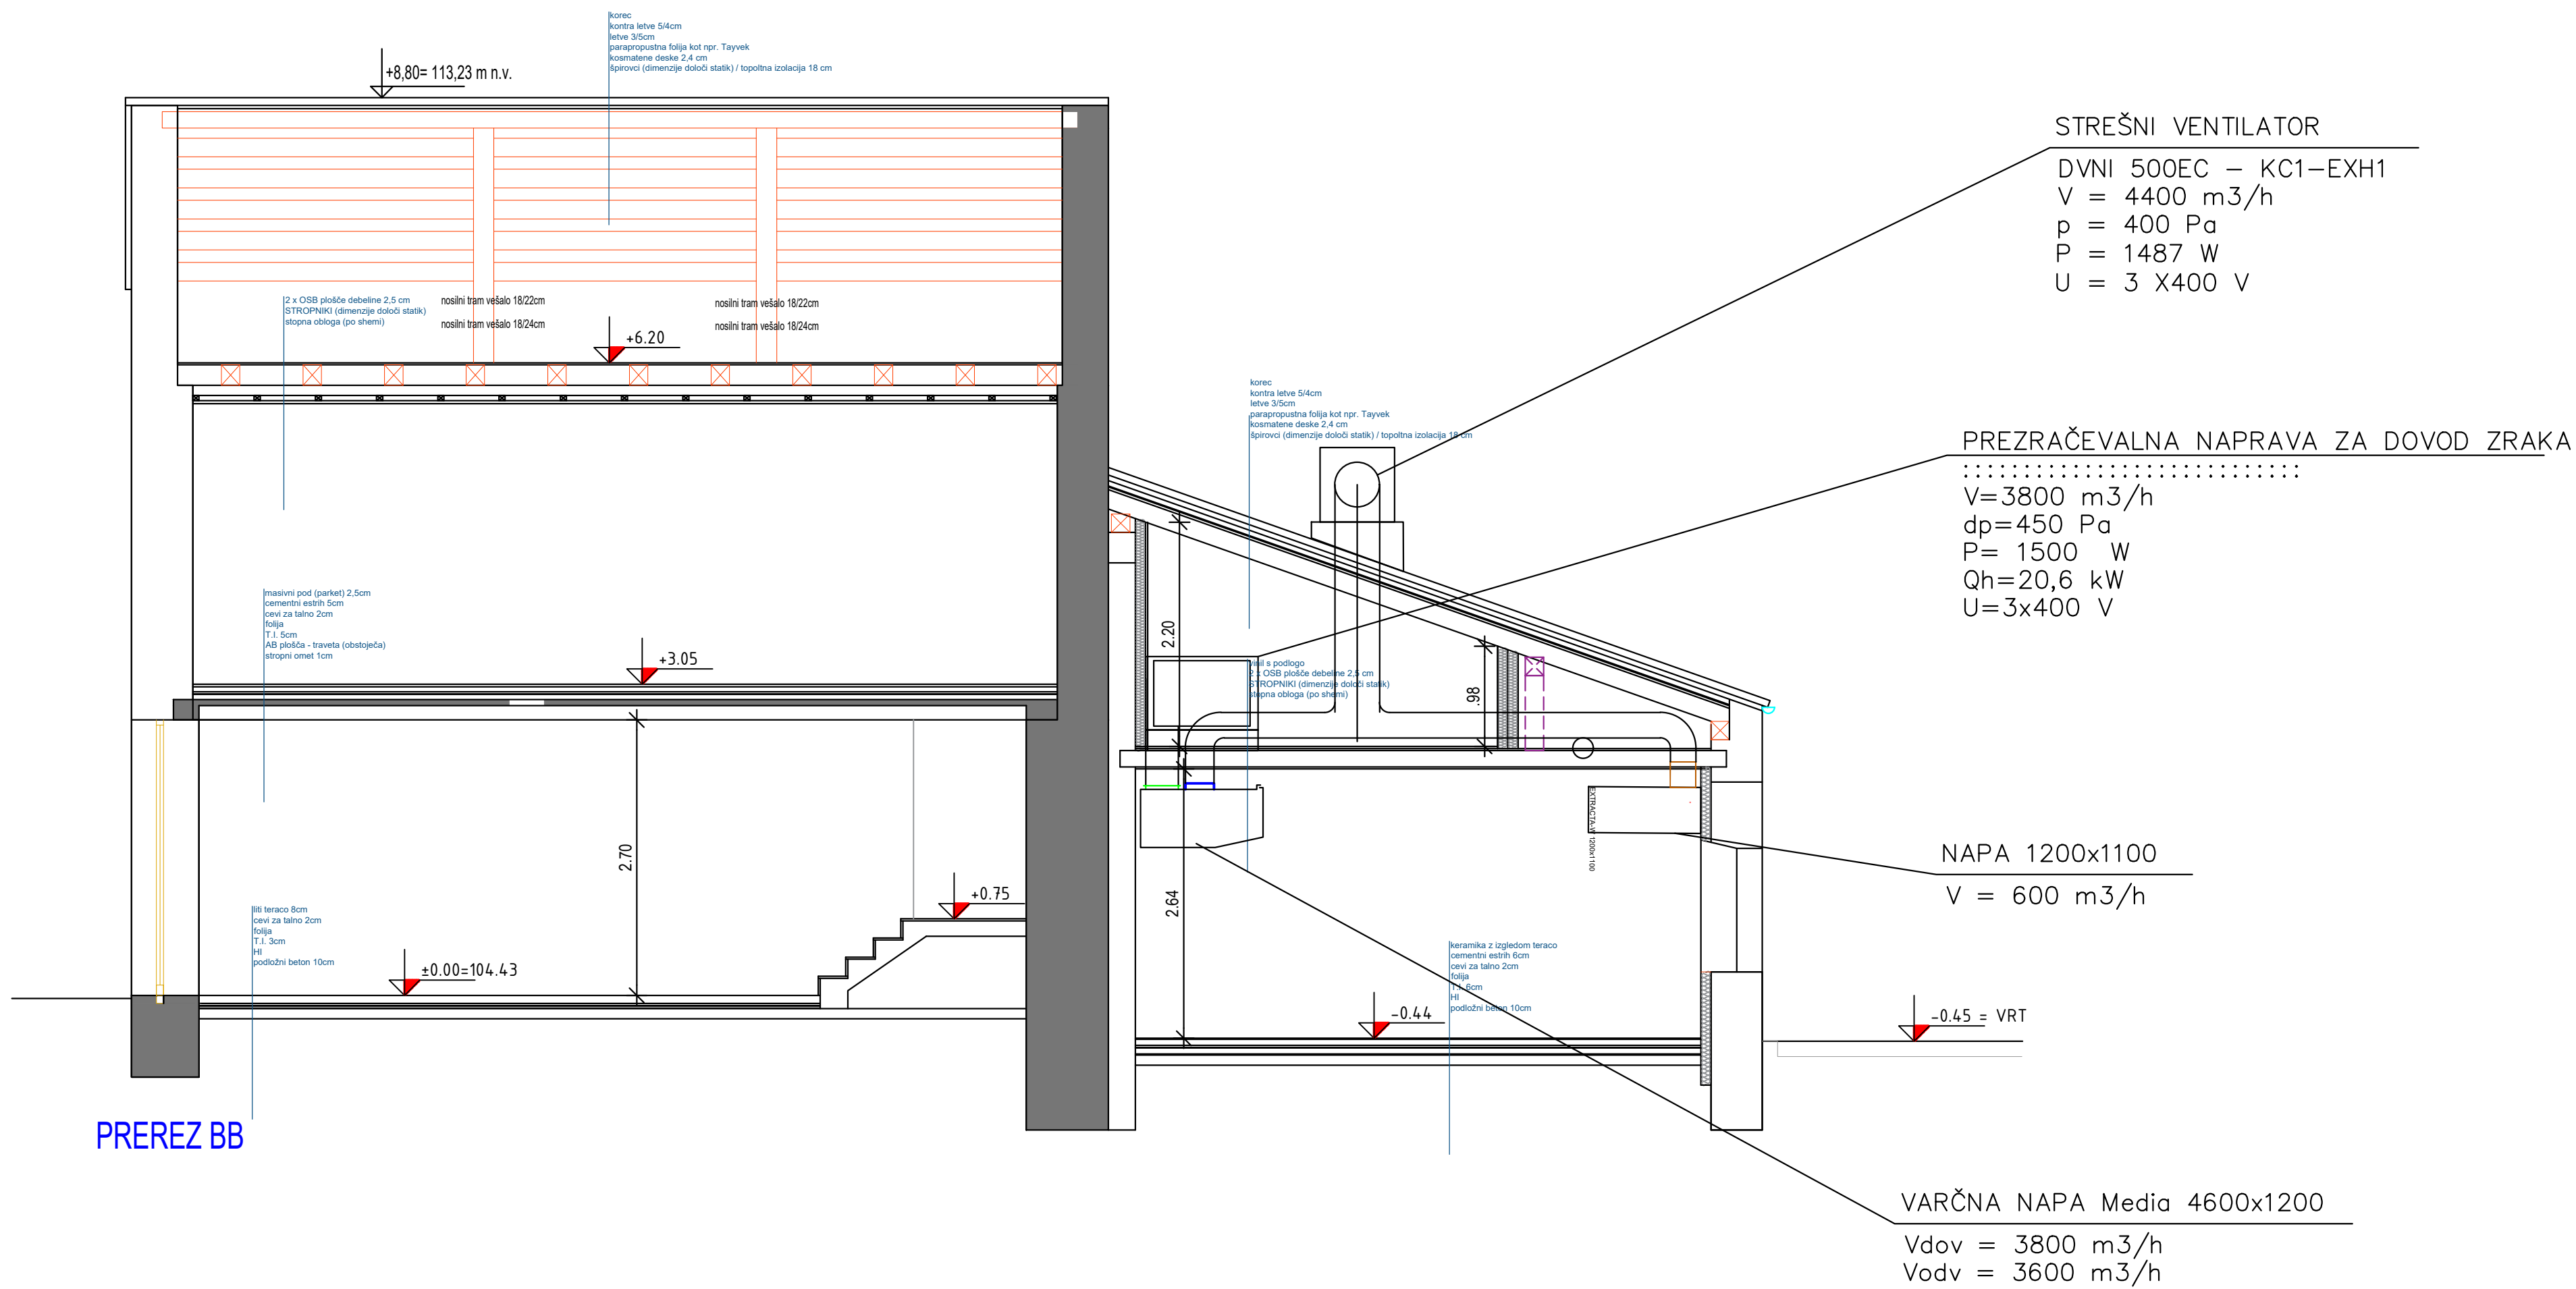 korec
kontra letve 5/4cm
letve 3/5cm
parapropustna folija kot npr. Tayvek
kosmatene deske 2,4 cm
špirovci (dimenzije določi statik) / topoltna izolacija 18 cm
+8,80= 113,23 m n.v.
STREŠNI VENTILATOR
DVNI 500EC – KC1–EXH1
V = 4400 m3/h
p = 400 Pa
P = 1487 W
U = 3 X400 V
2 x OSB plošče debeline 2,5 cm
STROPNIKI (dimenzije določi statik)
stopna obloga (po shemi)
nosilni tram vešalo 18/22cm
nosilni tram vešalo 18/24cm
nosilni tram vešalo 18/22cm
nosilni tram vešalo 18/24cm
+6.20
korec
kontra letve 5/4cm
letve 3/5cm
parapropustna folija kot npr. Tayvek
kosmatene deske 2,4 cm
špirovci (dimenzije določi statik) / topoltna izolacija 18 cm
PREZRAČEVALNA NAPRAVA ZA DOVOD ZRAKA
V=3800 m3/h
dp=450 Pa
P= 1500 W
Qh=20,6 kW
U=3x400 V
masivni pod (parket) 2,5cm
cementni estrih 5cm
cevi za talno 2cm
folija
T.I. 5cm
AB plošča - traveta (obstoječa)
stropni omet 1cm
+3.05
2.20
vinil s podlogo
2 x OSB plošče debeline 2,5 cm
STROPNIKI (dimenzije določi statik)
stopna obloga (po shemi)
.98
2.70
EXTRACTA-W 1200x1100
NAPA 1200x1100
V = 600 m3/h
+0.75
2.64
liti teraco 8cm
cevi za talno 2cm
folija
T.I. 3cm
HI
podložni beton 10cm
±0.00=104.43
keramika z izgledom teraco
cementni estrih 6cm
cevi za talno 2cm
folija
T.I. 6cm
HI
podložni beton 10cm
-0.44
-0.45 = VRT
PREREZ BB
VARČNA NAPA Media 4600x1200
Vdov = 3800 m3/h
Vodv = 3600 m3/h